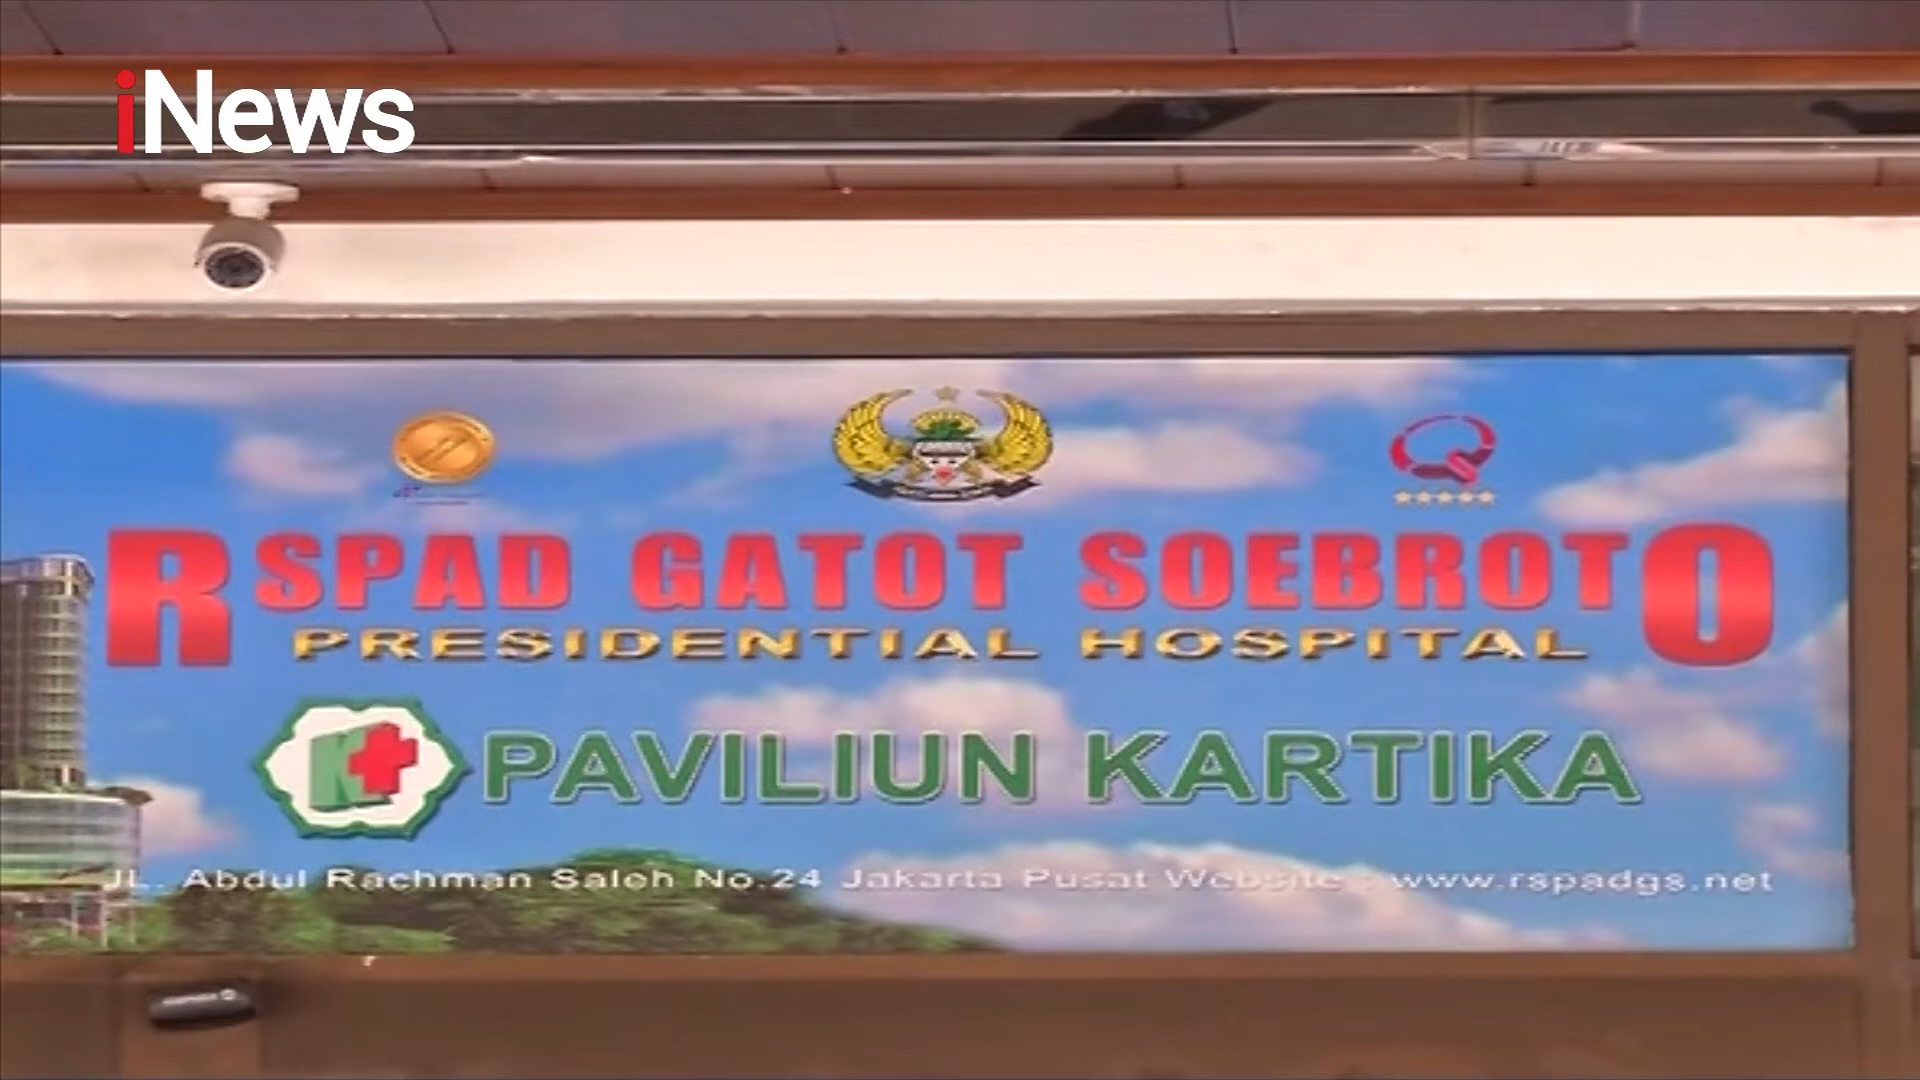 iNews
RSPAD GATOT SOEBROTO
PRESIDENTIAL HOSPITAL
PAVILIUN KARTIKA
JL. Abdul Rachman Saleh No.24 Jakarta Pusat Website : www.rspadgs.net